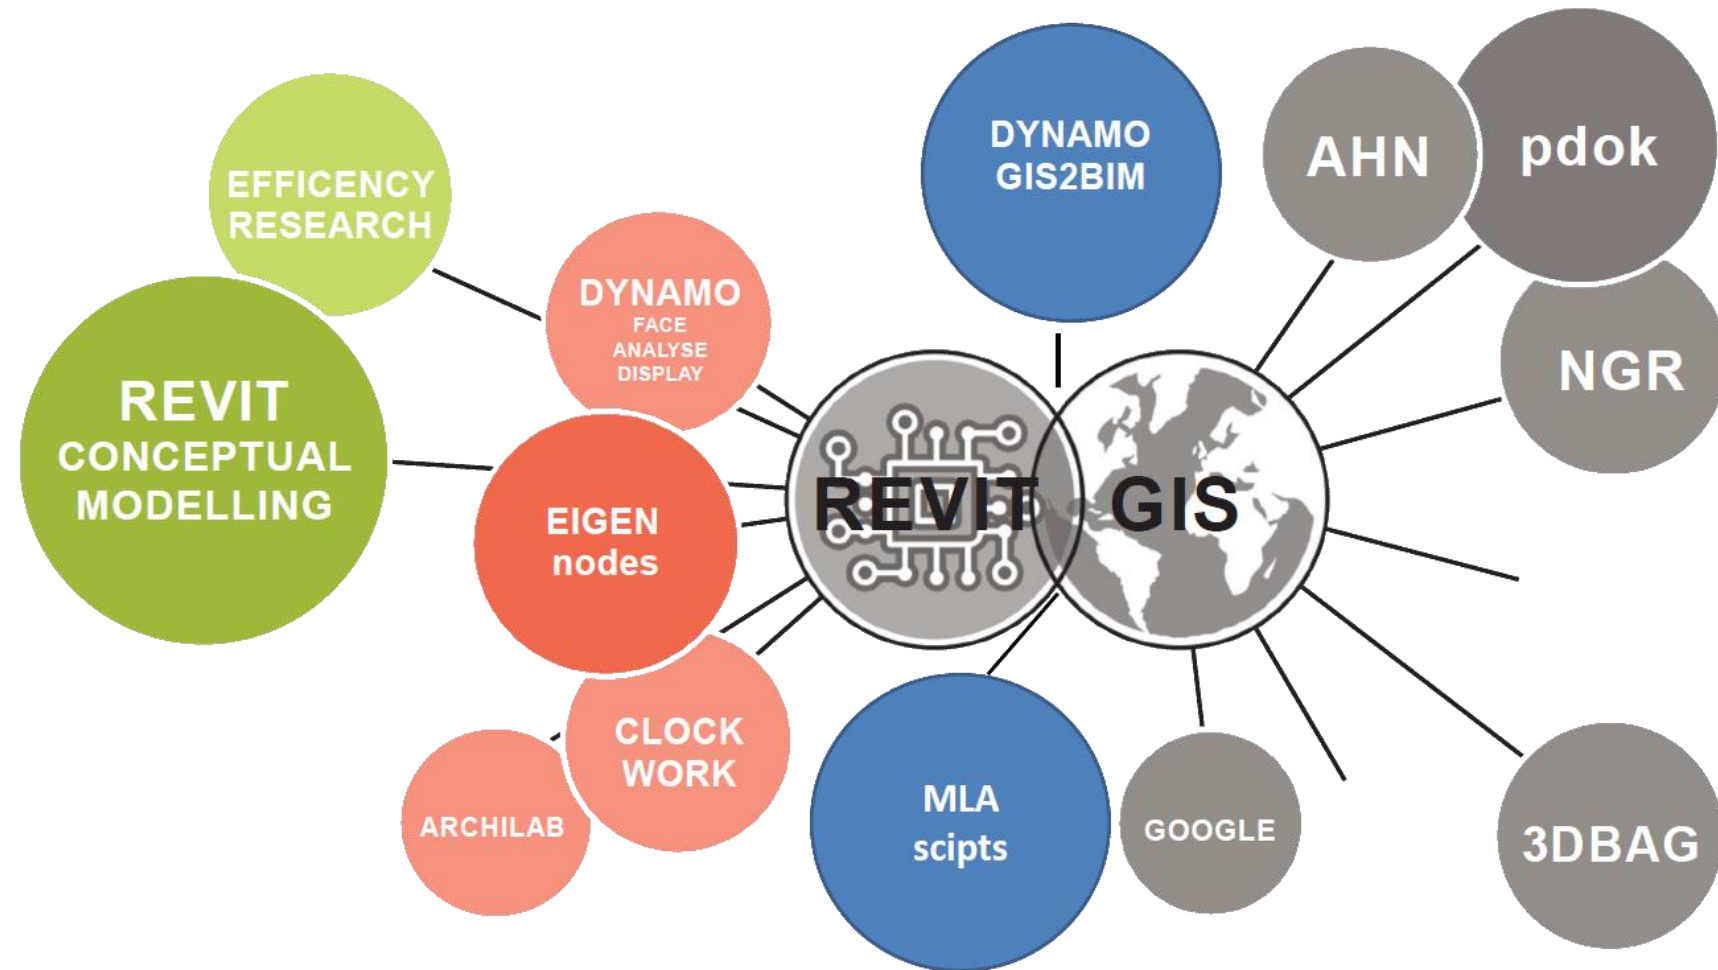 EFFICENCY
RESEARCH
REVIT
CONCEPTUAL
MODELLING
DYNAMO
FACE
ANALYSE
DISPLAY
EIGEN
nodes
CLOCK
WORK
ARCHILAB
DYNAMO
GIS2BIM
REVIT
GIS
MLA
scipts
AHN
pdok
NGR
GOOGLE
3DBAG